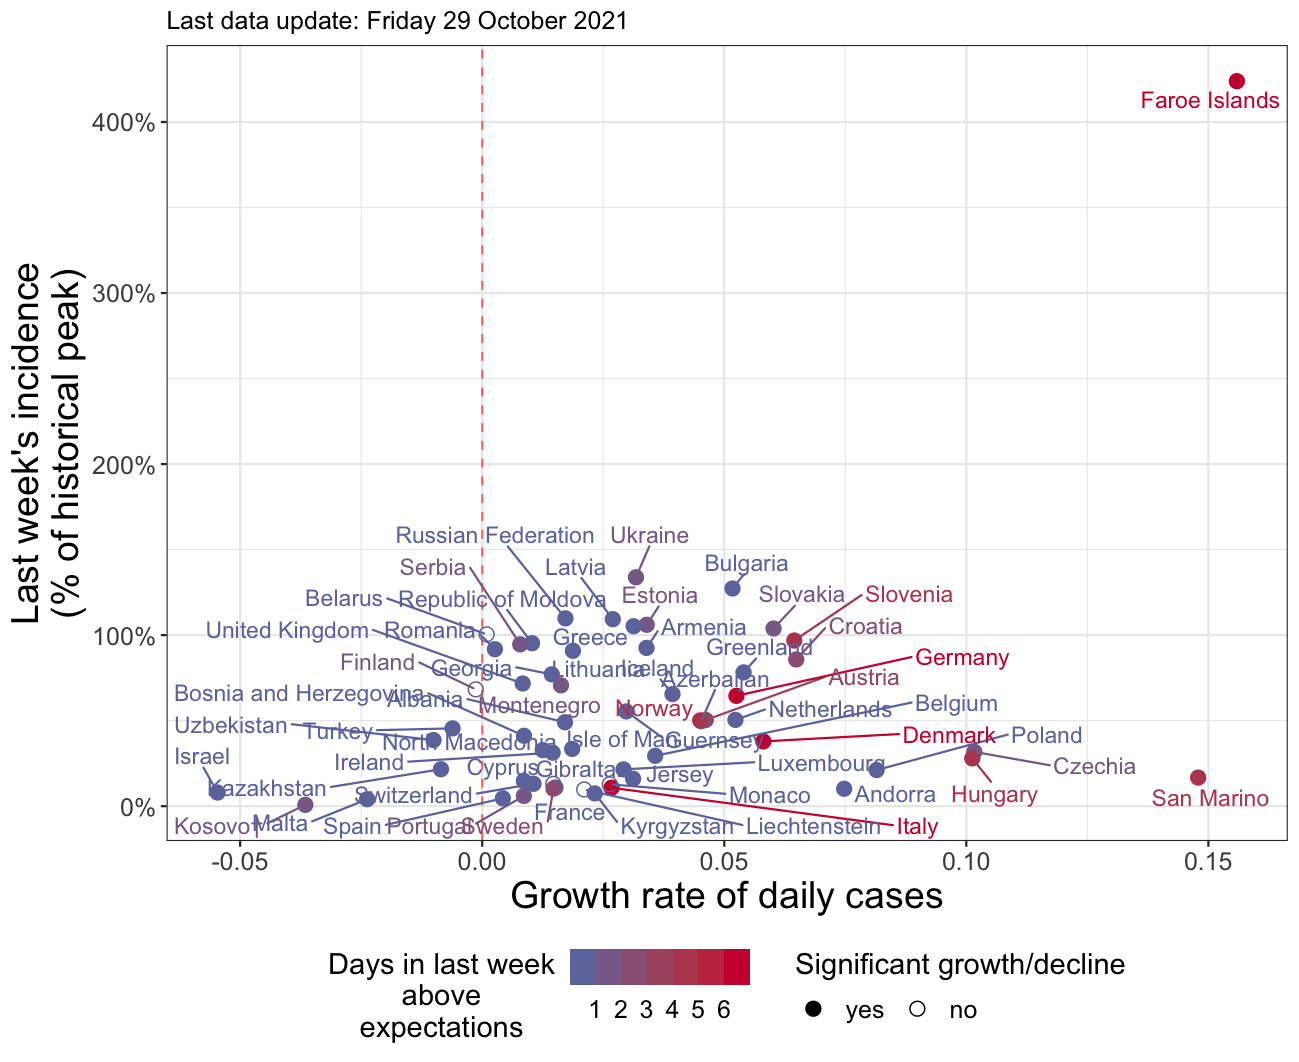 Last data update: Friday 29 October 2021
Last week's incidence
(% of historical peak)
400%
300%
200%
100%
0%
Faroe Islands
Russian Federation
Ukraine
Serbia
Latvia
Bulgaria
Belarus
Republic of Moldova
Estonia
Slovakia
Slovenia
United Kingdom
Romania
Greece
Armenia
Croatia
Finland
Georgia
Lithuania
Iceland
Greenland
Germany
Azerbaijan
Austria
Bosnia and Herzegovina
Albania
Montenegro
Norway
Netherlands
Belgium
Uzbekistan
Turkey
North Macedonia
Isle of Man
Guernsey
Denmark
Poland
Israel
Ireland
Cyprus
Gibraltar
Jersey
Luxembourg
Czechia
Kazakhstan
Switzerland
Monaco
Andorra
Hungary
San Marino
Kosovo
Malta
Spain
Portugal
Sweden
France
Kyrgyzstan
Liechtenstein
Italy
-0.05
0.00
0.05
0.10
0.15
Growth rate of daily cases
Days in last week
above
expectations
1 2 3 4 5 6
Significant growth/decline
yes
no